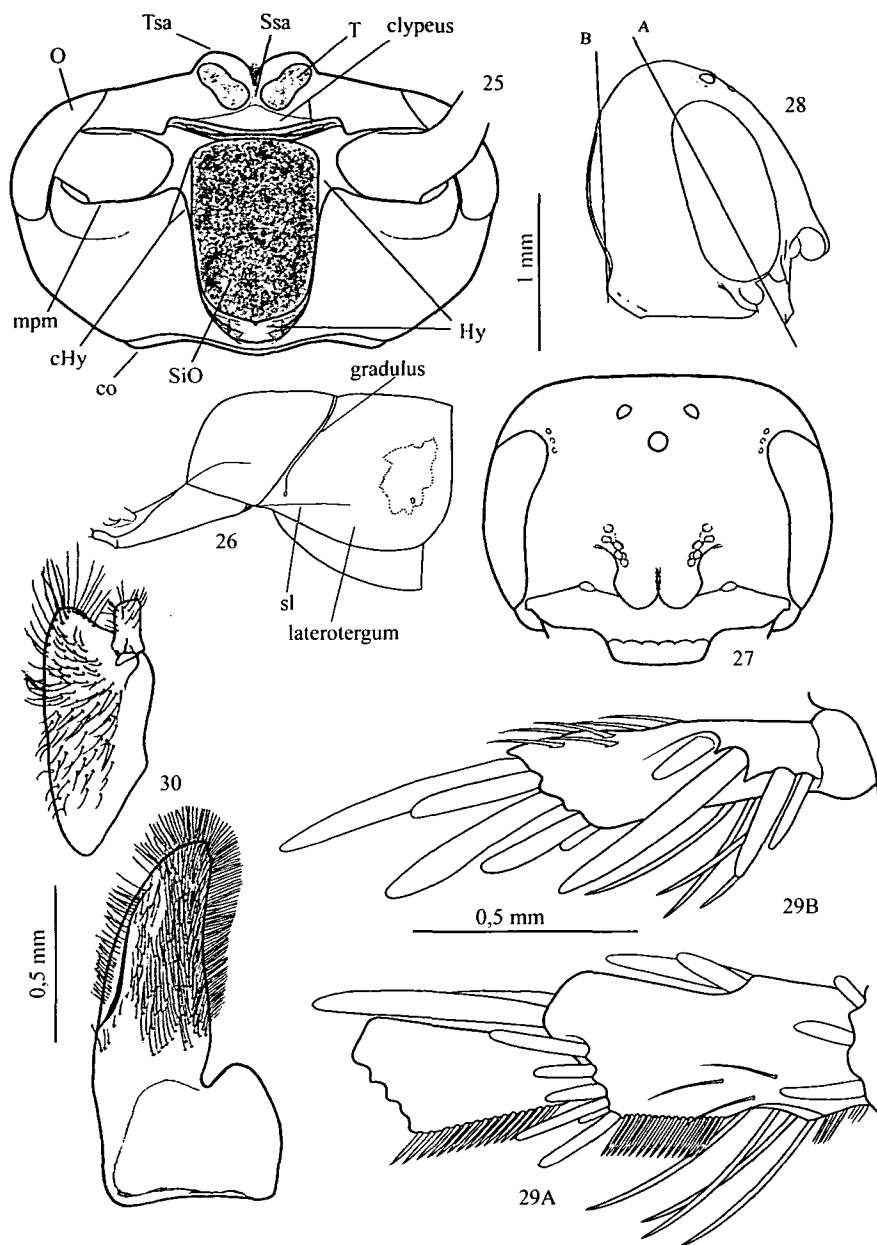 Tsa
Ssa
T
clypeus
O
25
mpm
cHy
SiO
Hy
co
B
A
28
1 mm
gradulus
26
sl
laterotergum
27
30
0,5 mm
29B
0,5 mm
29A